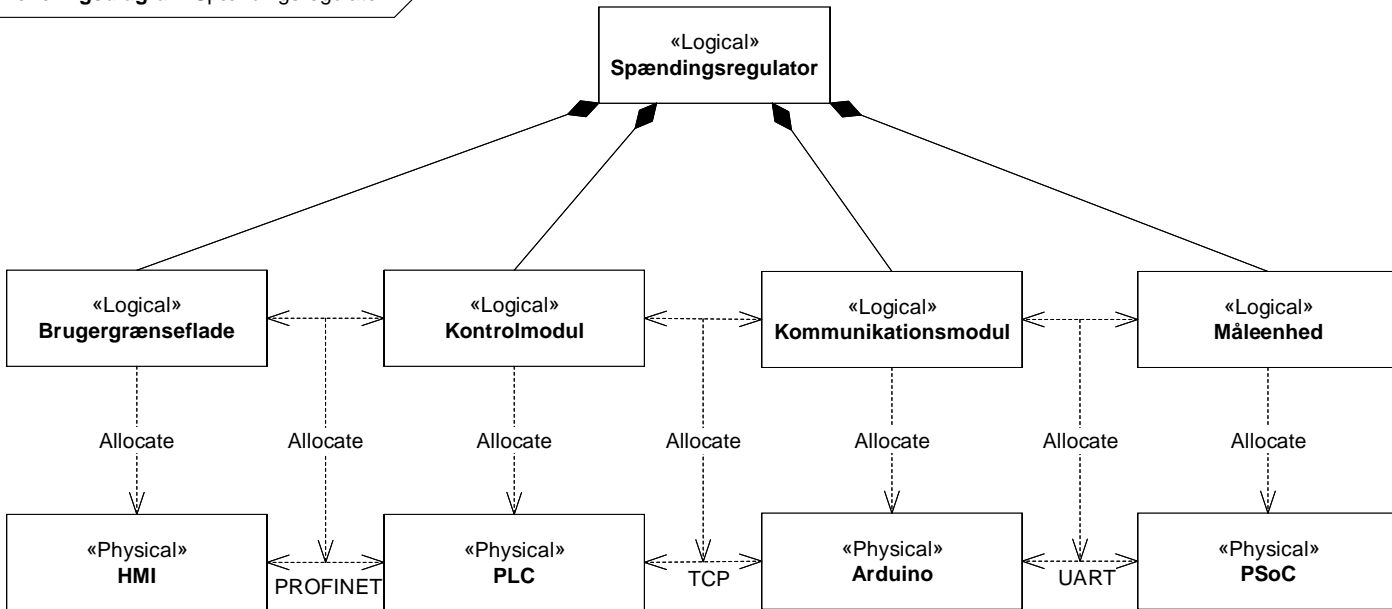 Spændingsregulator
«Logical»
Spændingsregulator
«Logical»
Brugergrænseflade
«Logical»
Kontrolmodul
«Logical»
Kommunikationsmodul
«Logical»
Måleenhed
Allocate
Allocate
Allocate
Allocate
Allocate
Allocate
Allocate
«Physical»
HMI
PROFINET
«Physical»
PLC
TCP
«Physical»
Arduino
UART
«Physical»
PSoC